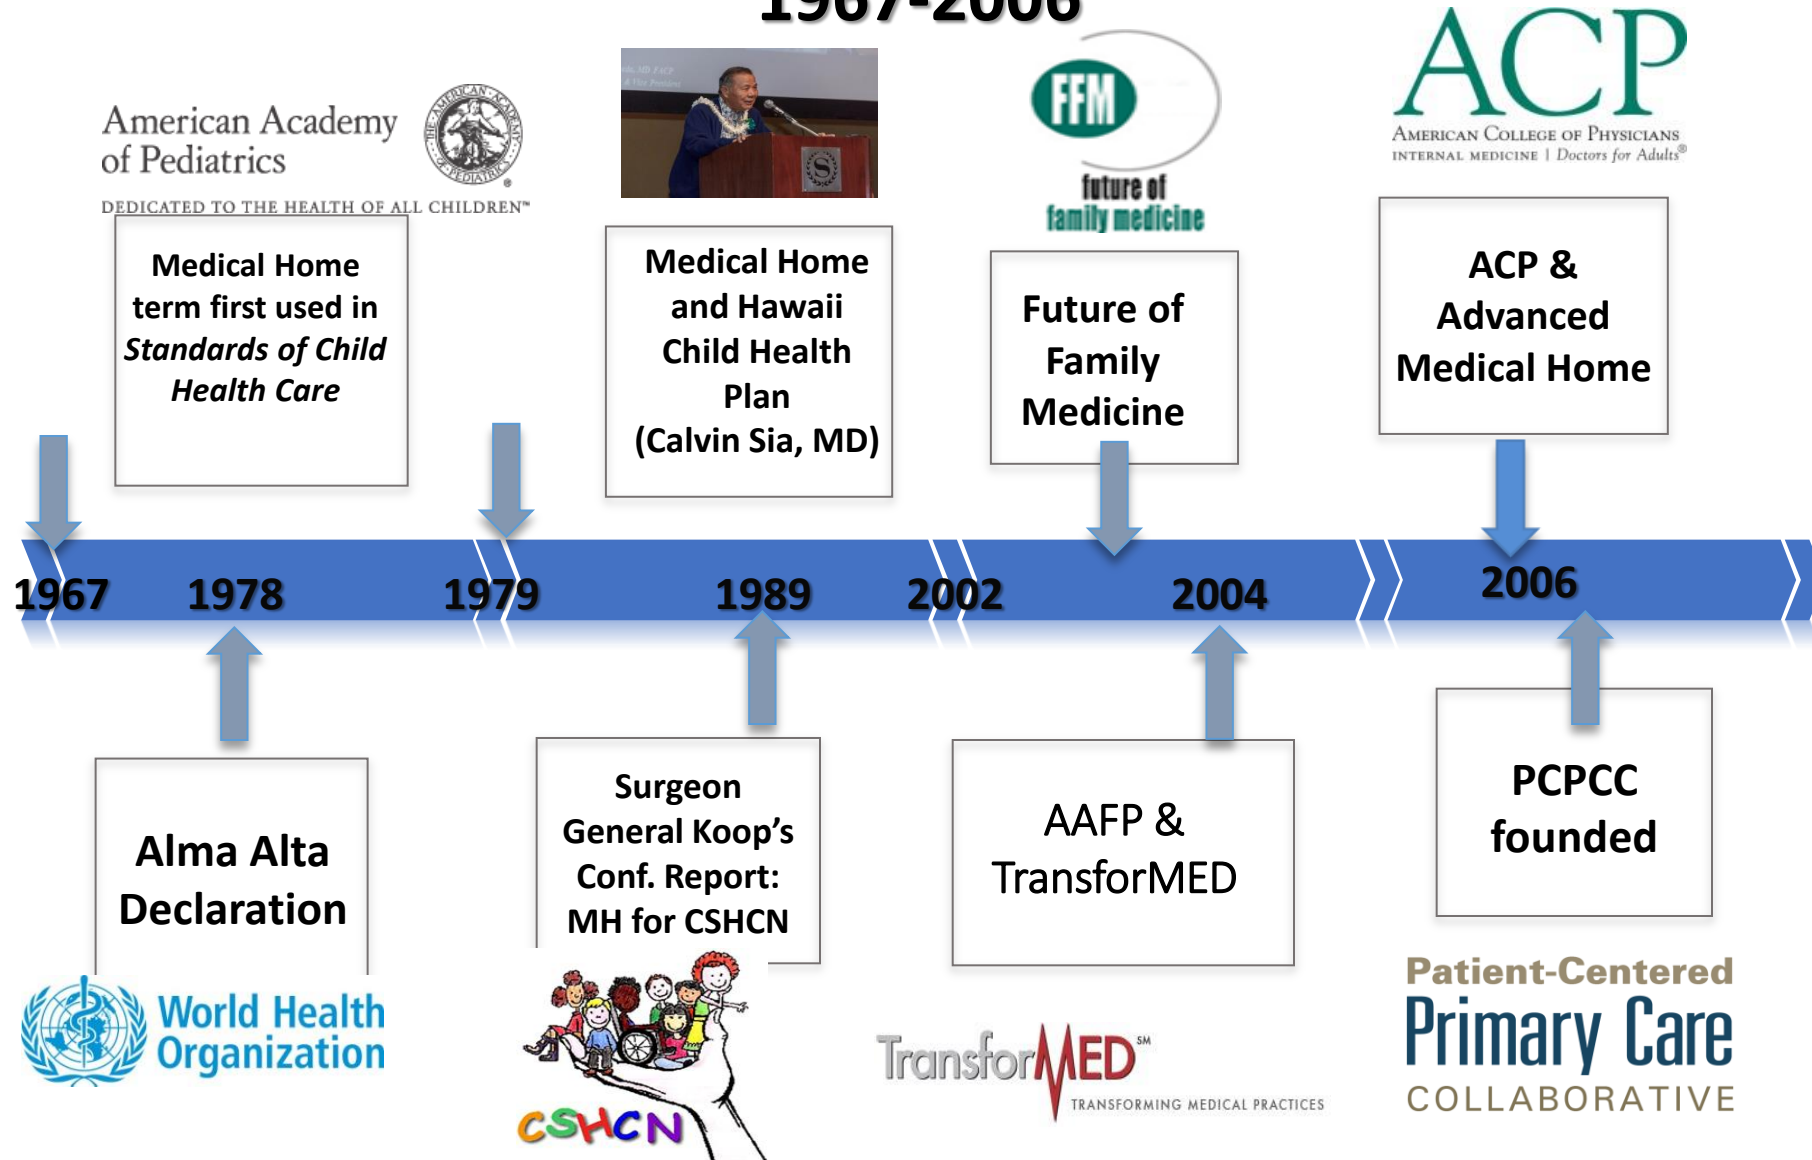 1967-2006
American Academy
of Pediatrics
DEDICATED TO THE HEALTH OF ALL CHILDREN™
Medical Home
term first used in
Standards of Child
Health Care
Medical Home
and Hawaii
Child Health
Plan
(Calvin Sia, MD)
FFM
future of
family medicine
Future of
Family
Medicine
ACP
AMERICAN COLLEGE OF PHYSICIANS
INTERNAL MEDICINE | Doctors for Adults®
ACP &
Advanced
Medical Home
1967
1978
1979
1989
2002
2004
2006
Alma Alta
Declaration
World Health
Organization
Surgeon
General Koop’s
Conf. Report:
MH for CSHCN
CSHCN
AAFP &
TransforMED
TransforMED℠
TRANSFORMING MEDICAL PRACTICES
PCPCC
founded
Patient-Centered
Primary Care
COLLABORATIVE